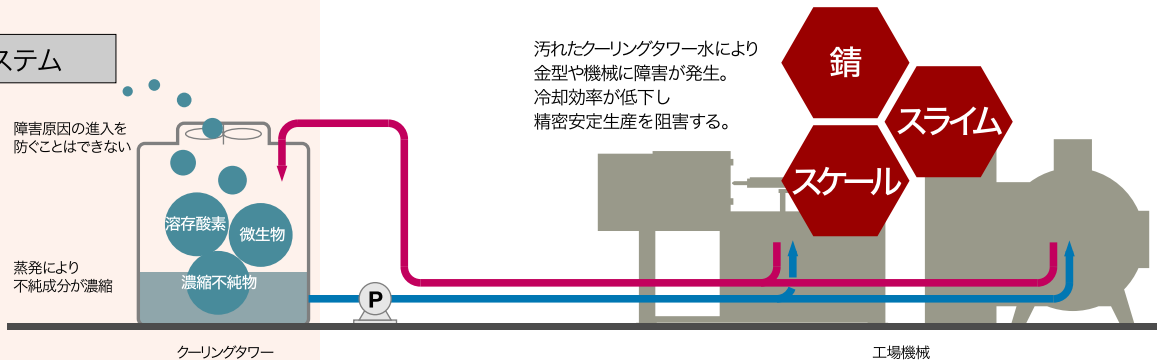 ステム
障害原因の進入を
防ぐことはできない
溶存酸素
微生物
濃縮不純物
蒸発により
不純成分が濃縮
P
クーリングタワー
汚れたクーリングタワー水により
金型や機械に障害が発生。
冷却効率が低下し
精密安定生産を阻害する。
錆
スライム
スケール
工場機械